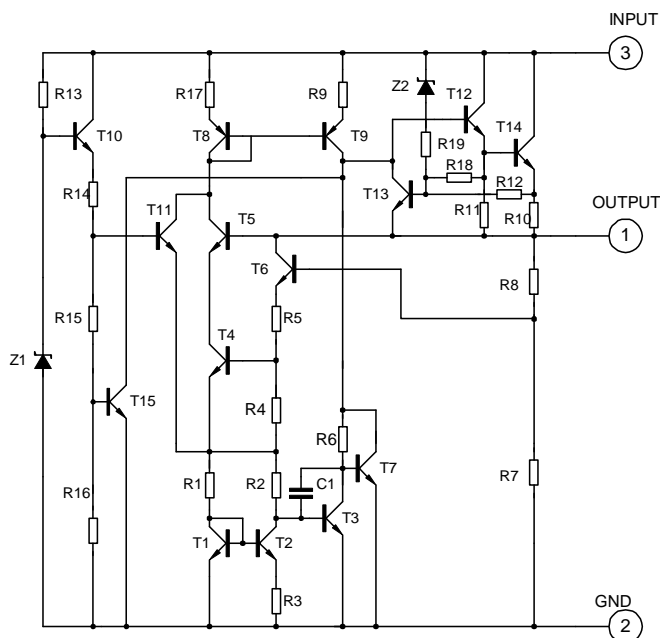 INPUT
3
R13
T10
R17
T8
R9
T9
Z2
T12
R19
T14
R18
R14
T11
T5
T13
R12
R11
R10
OUTPUT
1
T6
R8
R15
R5
Z1
T4
T15
R4
R6
T7
R7
R16
R1
R2
C1
T3
T1
T2
R3
GND
2